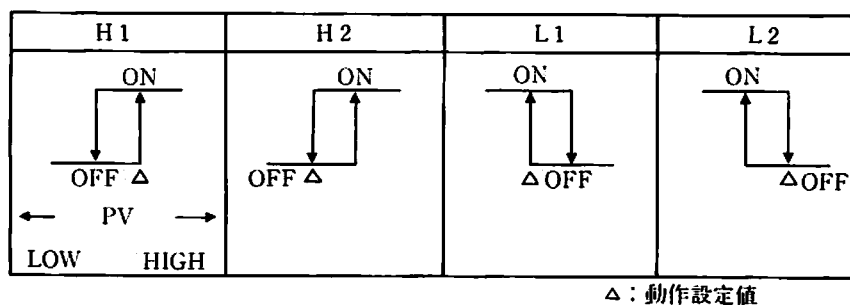 H1 H2 L1 L2
ON ON ON ON
OFF △ OFF △ △ OFF △ OFF
← PV →
LOW HIGH
△：動作設定値